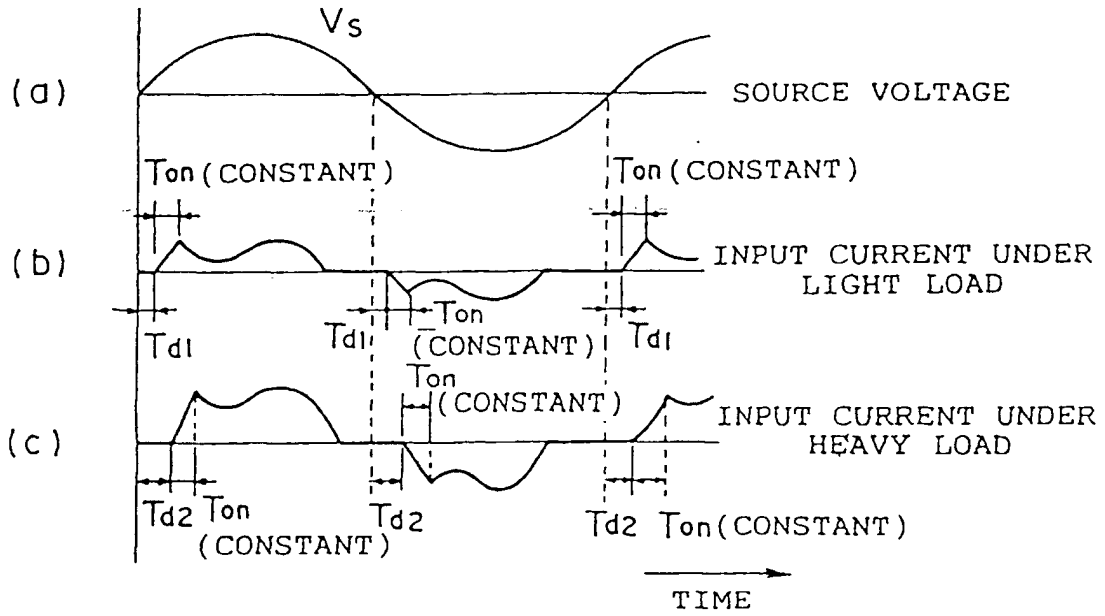 Vs
(a)
SOURCE VOLTAGE
Ton (CONSTANT)
Ton (CONSTANT)
(b)
INPUT CURRENT UNDER
LIGHT LOAD
Td1
Td1
Ton
(CONSTANT)
Td1
Ton
(CONSTANT)
(c)
INPUT CURRENT UNDER
HEAVY LOAD
Td2
Ton
(CONSTANT)
Td2
Td2
Ton (CONSTANT)
TIME